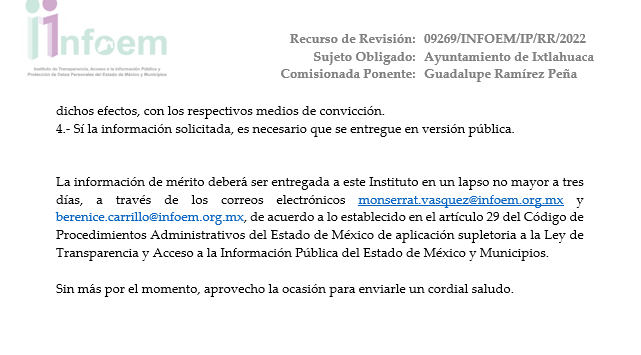 infoem
Instituto de Transparencia, Acceso a la Información Pública y
Protección de Datos Personales del Estado de México y Municipios
Recurso de Revisión: 09269/INFOEM/IP/RR/2022
Sujeto Obligado: Ayuntamiento de Ixtlahuaca
Comisionada Ponente: Guadalupe Ramírez Peña
dichos efectos, con los respectivos medios de convicción.
4.- Sí la información solicitada, es necesario que se entregue en versión pública.
La información de mérito deberá ser entregada a este Instituto en un lapso no mayor a tres
días, a través de los correos electrónicos monserrat.vasquez@infoem.org.mx y
berenice.carrillo@infoem.org.mx, de acuerdo a lo establecido en el artículo 29 del Código de
Procedimientos Administrativos del Estado de México de aplicación supletoria a la Ley de
Transparencia y Acceso a la Información Pública del Estado de México y Municipios.
Sin más por el momento, aprovecho la ocasión para enviarle un cordial saludo.